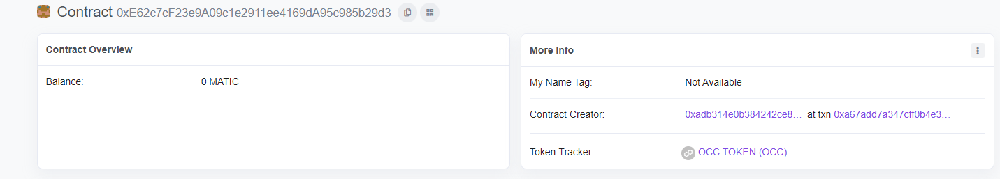 Contract 0xE62c7cF23e9A09c1e2911ee4169dA95c985b29d3
Contract Overview
Balance: 0 MATIC
More Info
My Name Tag: Not Available
Contract Creator: 0xadb314e0b384242ce8... at txn 0xa67add7a347cff0b4e3...
Token Tracker: OCC TOKEN (OCC)